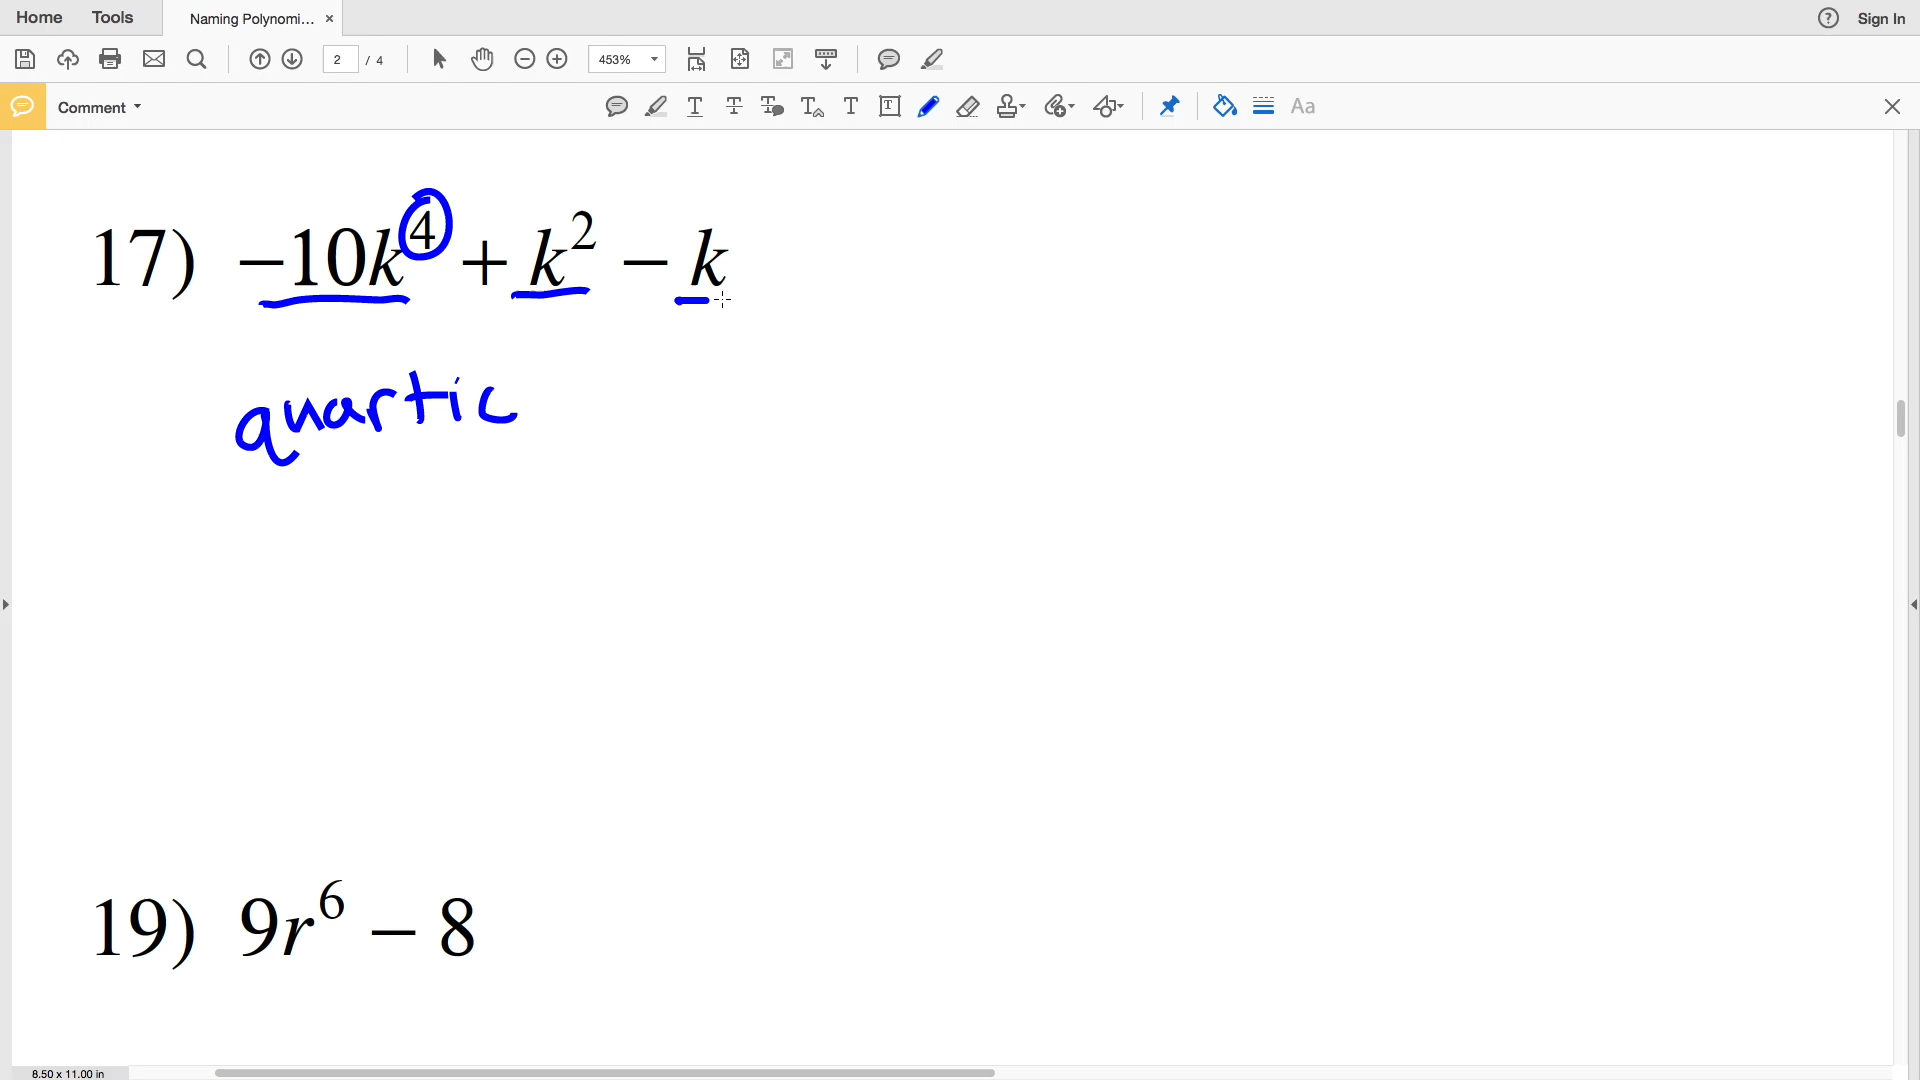 Home Tools Naming Polynomi... × ? Sign In
2 / 4 453%
Comment Aa
17) −10k⁴ + k² − k
quartic
19) 9r⁶ − 8
8.50 x 11.00 in